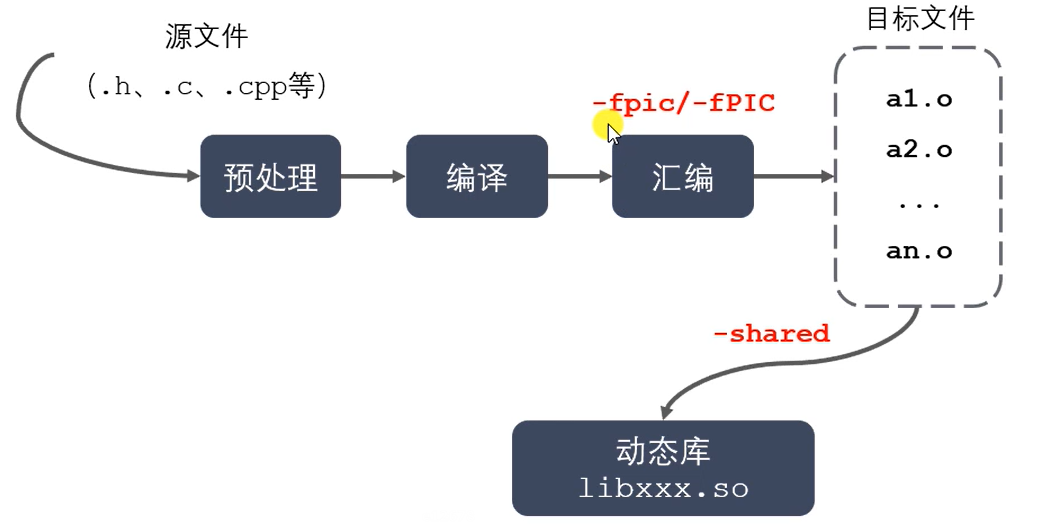 源文件
(.h、.c、.cpp等)
预处理
编译
-fpic/-fPIC
汇编
目标文件
a1.o
a2.o
...
an.o
-shared
动态库
libxxx.so